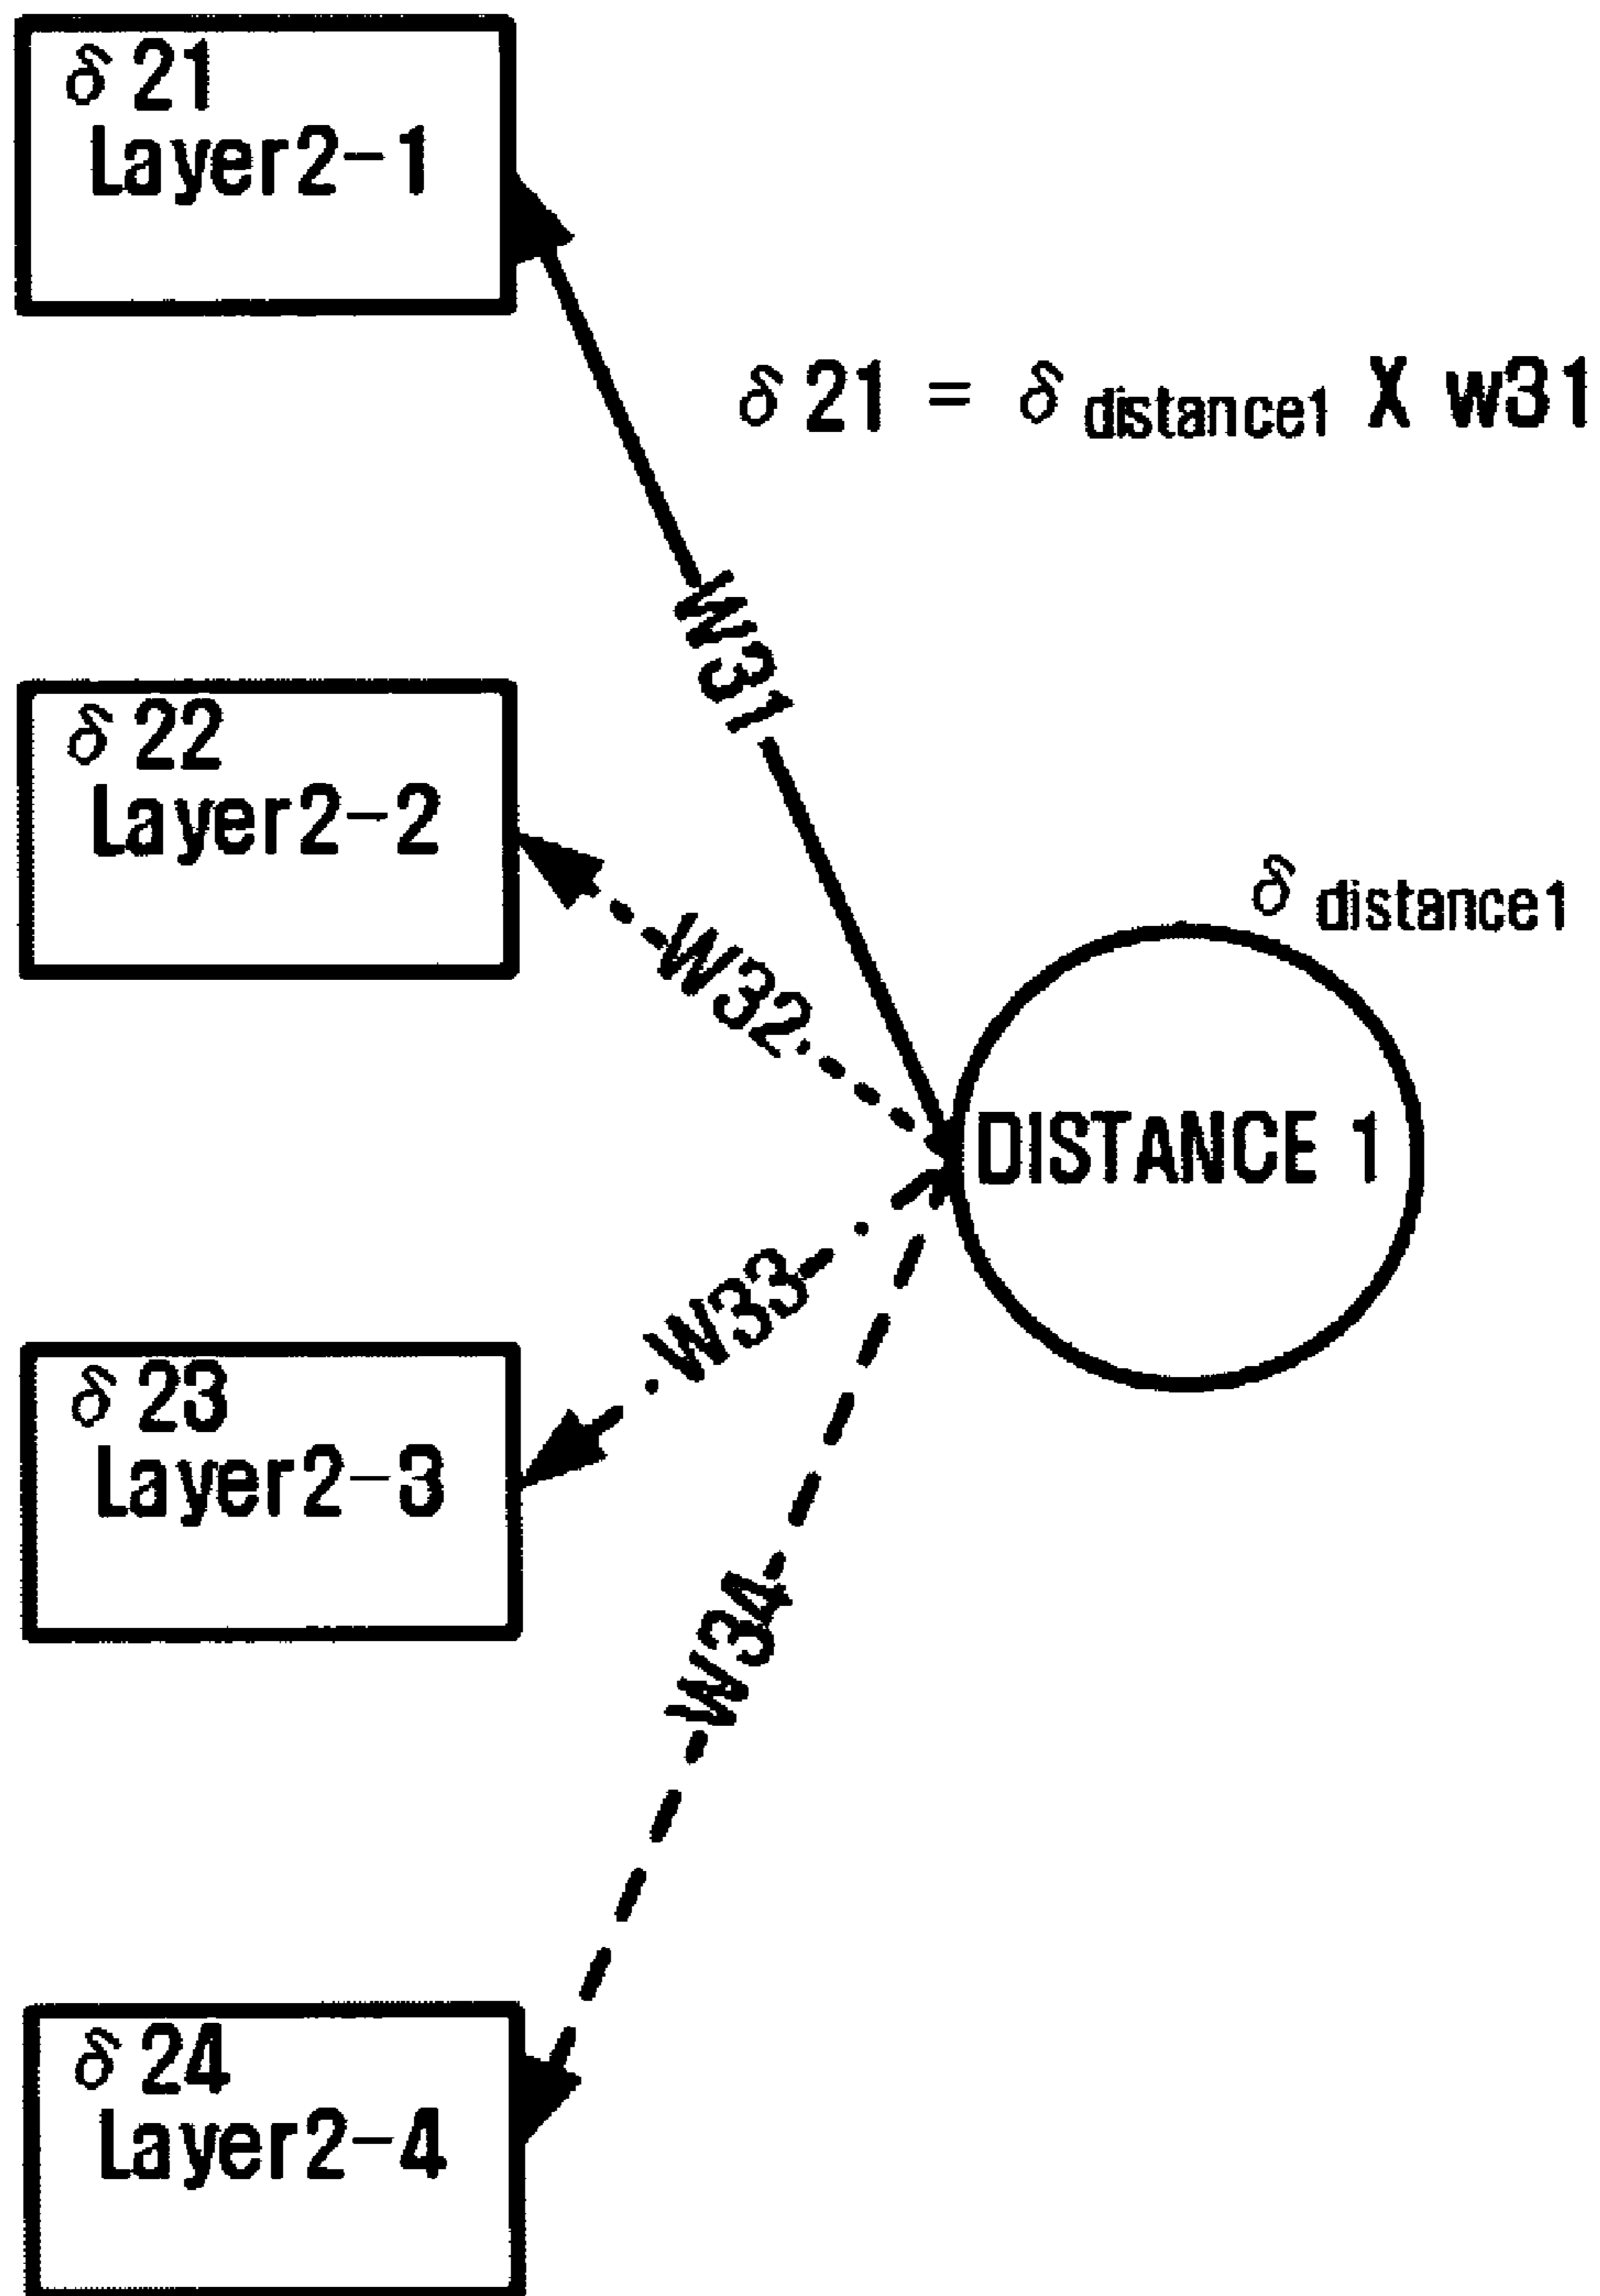 δ 21
Layer2-1
δ 21 = δ distance1 X w31
W31
δ 22
Layer2-2
δ distance1
W32
DISTANCE 1
W33
δ 23
Layer2-3
W34
δ 24
Layer2-4